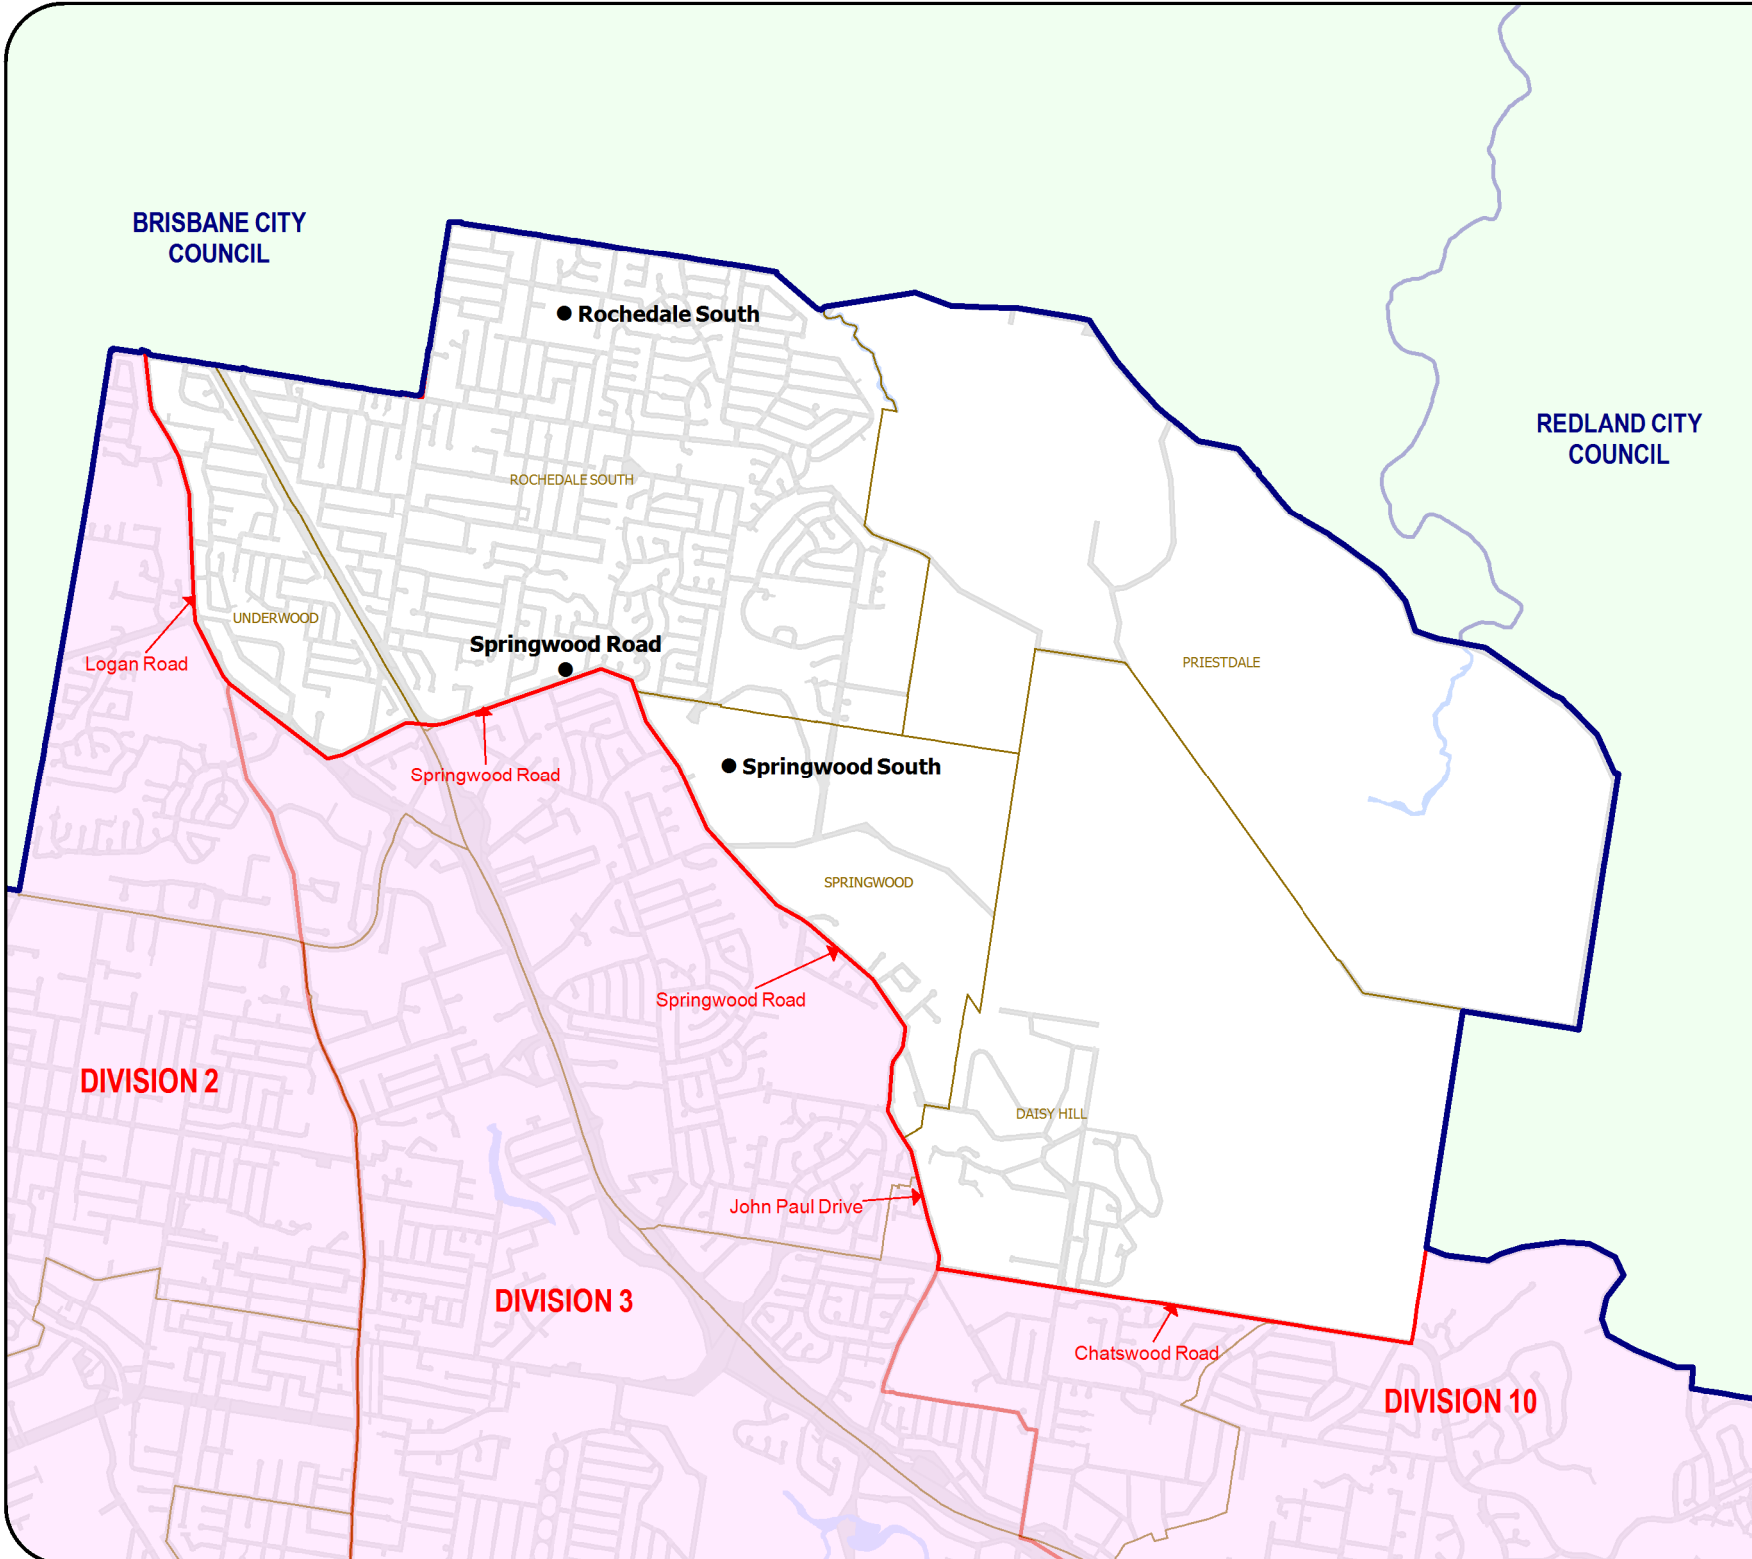 BRISBANE CITY
COUNCIL
Rochedale South
REDLAND CITY
COUNCIL
ROCHEDALE SOUTH
UNDERWOOD
Springwood Road
Logan Road
PRIESTDALE
Springwood South
Springwood Road
SPRINGWOOD
Springwood Road
DIVISION 2
DAISY HILL
John Paul Drive
DIVISION 3
Chatswood Road
DIVISION 10